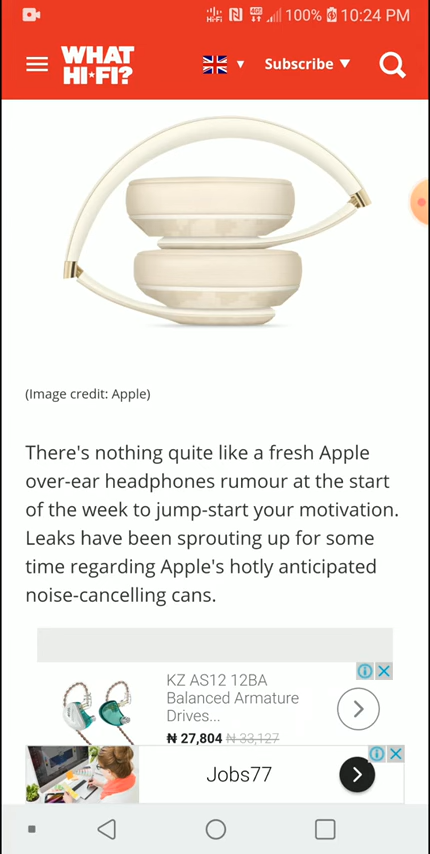 Hi-Fi N 4G 100% 10:24 PM
WHAT
HI★FI?
Subscribe
(Image credit: Apple)
There's nothing quite like a fresh Apple
over-ear headphones rumour at the start
of the week to jump-start your motivation.
Leaks have been sprouting up for some
time regarding Apple's hotly anticipated
noise-cancelling cans.
KZ AS12 12BA
Balanced Armature
Drives...
₦ 27,804 ₦ 33,127
Jobs77